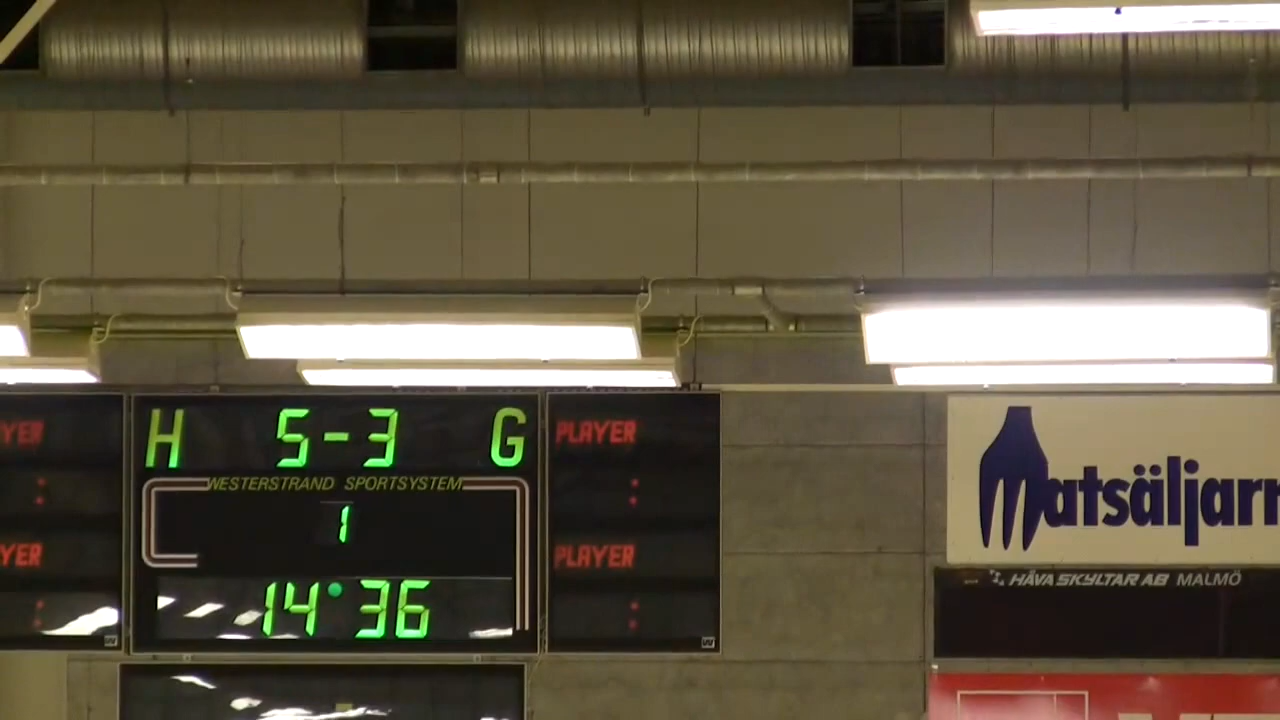 H 5-3 G
WESTERSTRAND SPORTSYSTEM
1
14 36
YER
YER
PLAYER
PLAYER
Matsäljarn
HÄVA SKYLTAR AB MALMÖ